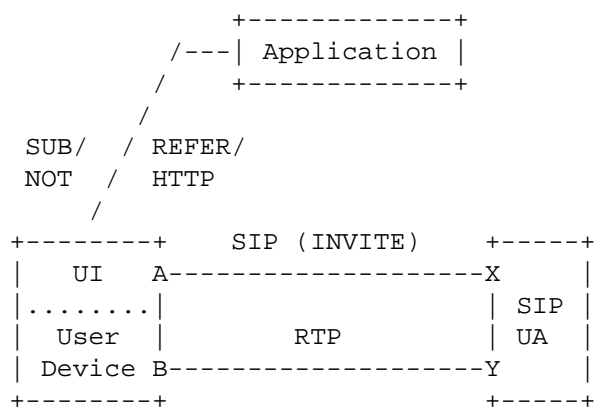 Application
SUB/ REFER/
NOT HTTP
SIP (INVITE)
UI A X
SIP
User RTP UA
Device B Y